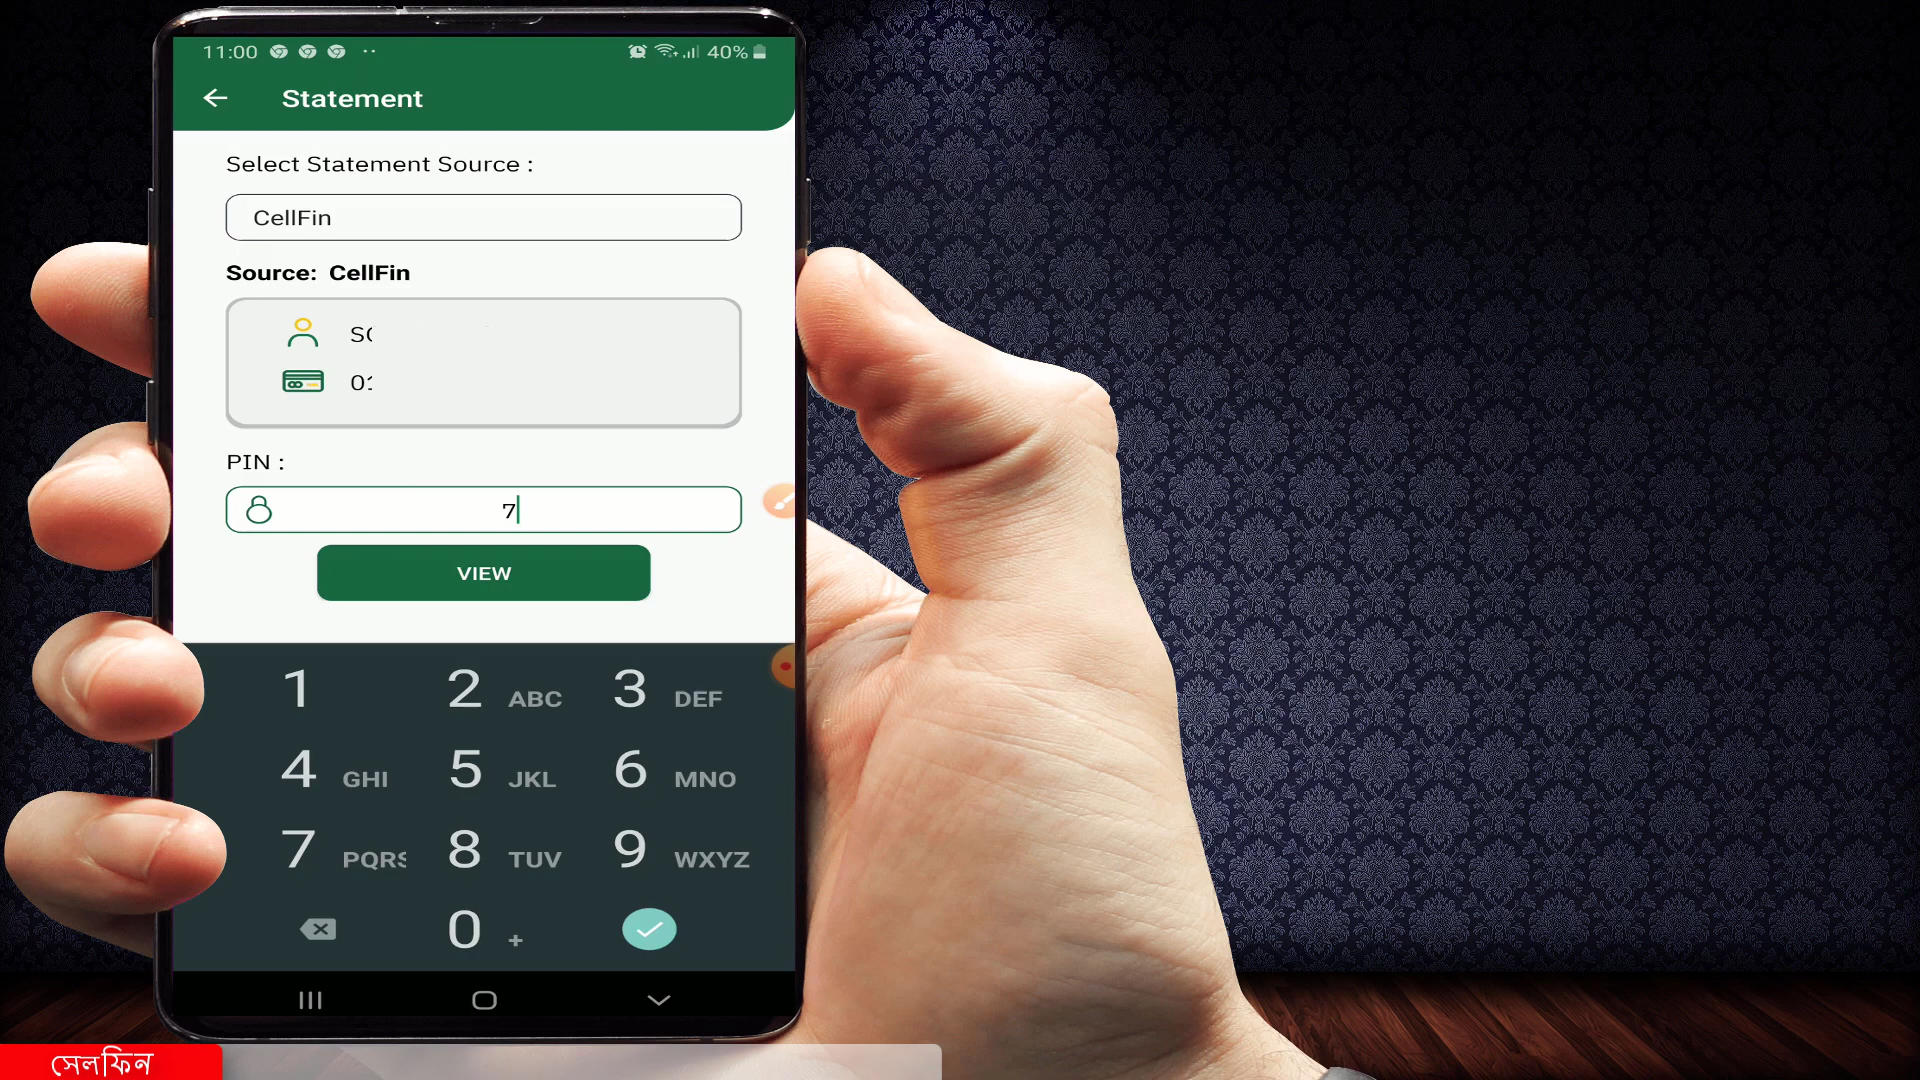 11:00 40%
Statement
Select Statement Source :
CellFin
Source: CellFin
PIN :
7
VIEW
1 2 ABC 3 DEF
4 GHI 5 JKL 6 MNO
7 PQRS 8 TUV 9 WXYZ
0 +
সেলফিন